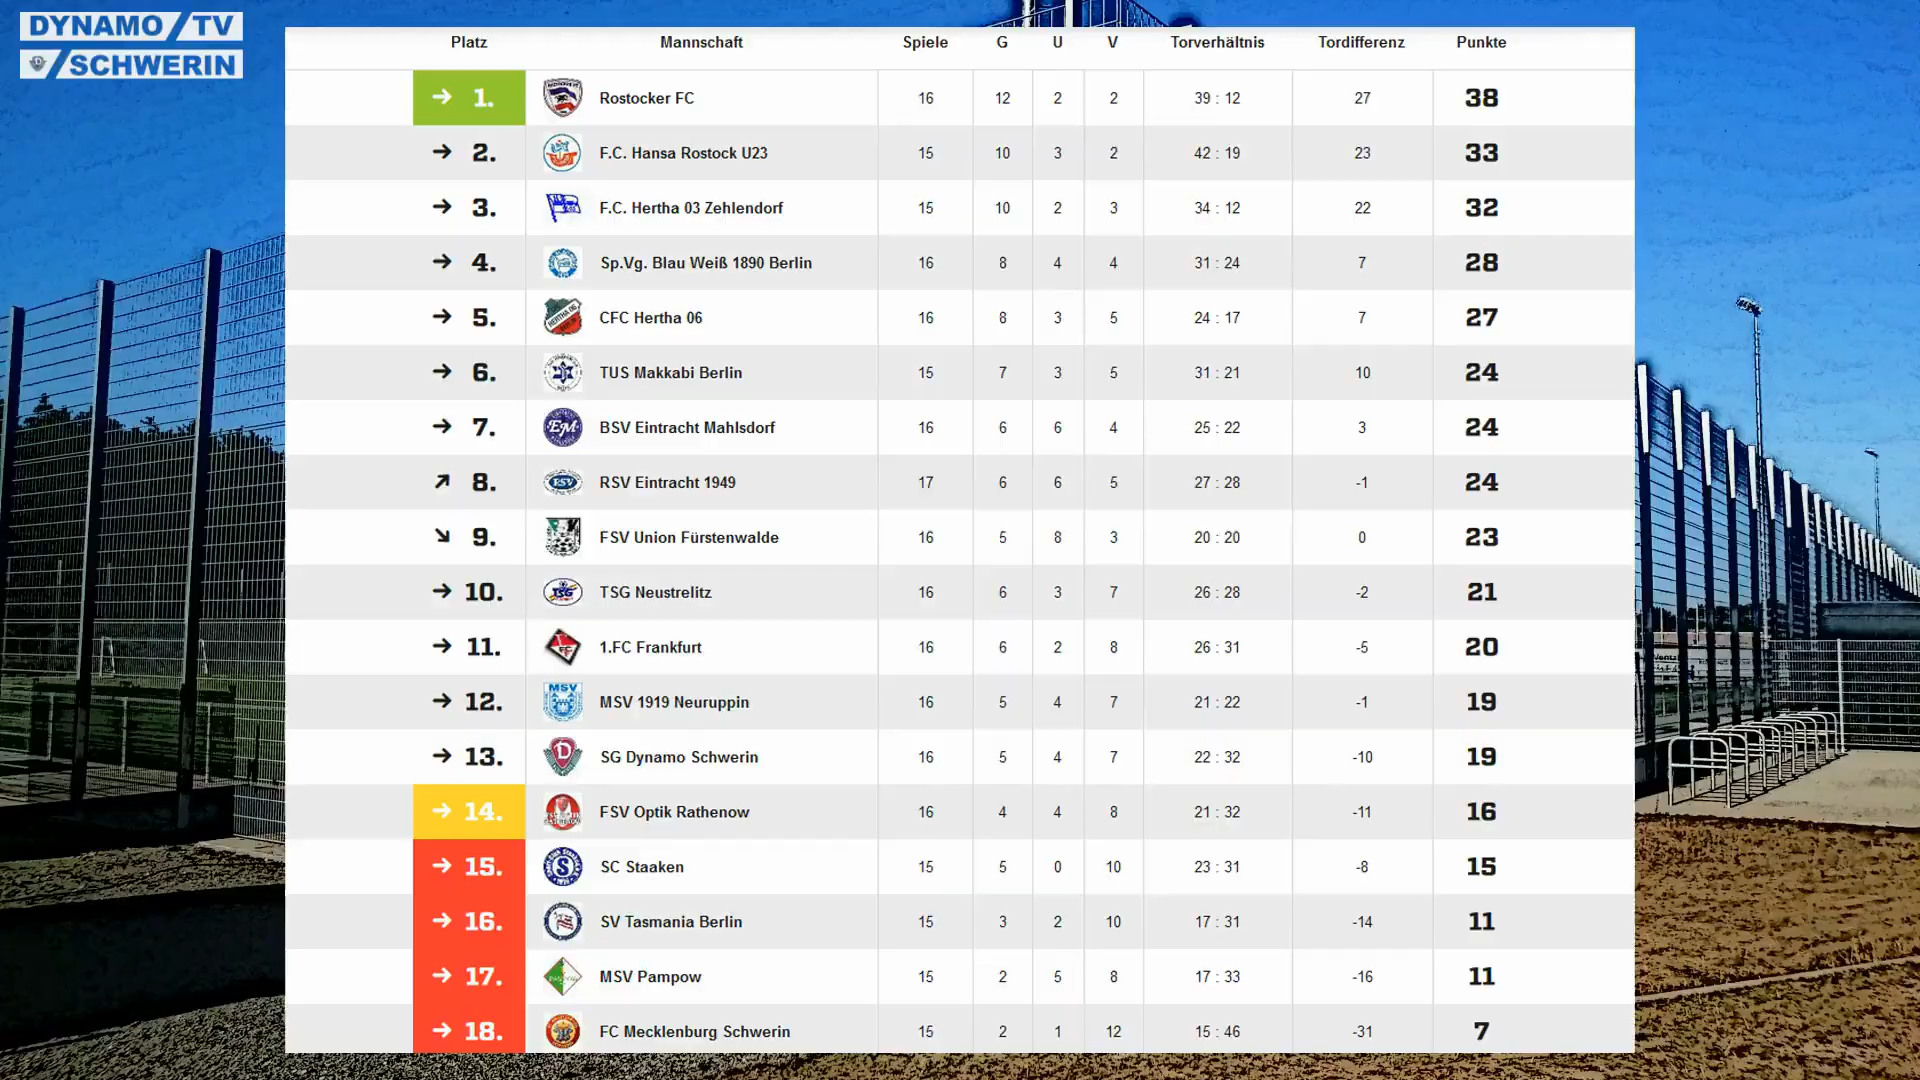 DYNAMO TV
SCHWERIN
Platz Mannschaft Spiele G U V Torverhältnis Tordifferenz Punkte
→ 1. Rostocker FC 16 12 2 2 39 : 12 27 38
→ 2. F.C. Hansa Rostock U23 15 10 3 2 42 : 19 23 33
→ 3. F.C. Hertha 03 Zehlendorf 15 10 2 3 34 : 12 22 32
→ 4. Sp.Vg. Blau Weiß 1890 Berlin 16 8 4 4 31 : 24 7 28
→ 5. CFC Hertha 06 16 8 3 5 24 : 17 7 27
→ 6. TUS Makkabi Berlin 15 7 3 5 31 : 21 10 24
→ 7. BSV Eintracht Mahlsdorf 16 6 6 4 25 : 22 3 24
↗ 8. RSV Eintracht 1949 17 6 6 5 27 : 28 -1 24
↘ 9. FSV Union Fürstenwalde 16 5 8 3 20 : 20 0 23
→ 10. TSG Neustrelitz 16 6 3 7 26 : 28 -2 21
→ 11. 1.FC Frankfurt 16 6 2 8 26 : 31 -5 20
→ 12. MSV 1919 Neuruppin 16 5 4 7 21 : 22 -1 19
→ 13. SG Dynamo Schwerin 16 5 4 7 22 : 32 -10 19
→ 14. FSV Optik Rathenow 16 4 4 8 21 : 32 -11 16
→ 15. SC Staaken 15 5 0 10 23 : 31 -8 15
→ 16. SV Tasmania Berlin 15 3 2 10 17 : 31 -14 11
→ 17. MSV Pampow 15 2 5 8 17 : 33 -16 11
→ 18. FC Mecklenburg Schwerin 15 2 1 12 15 : 46 -31 7